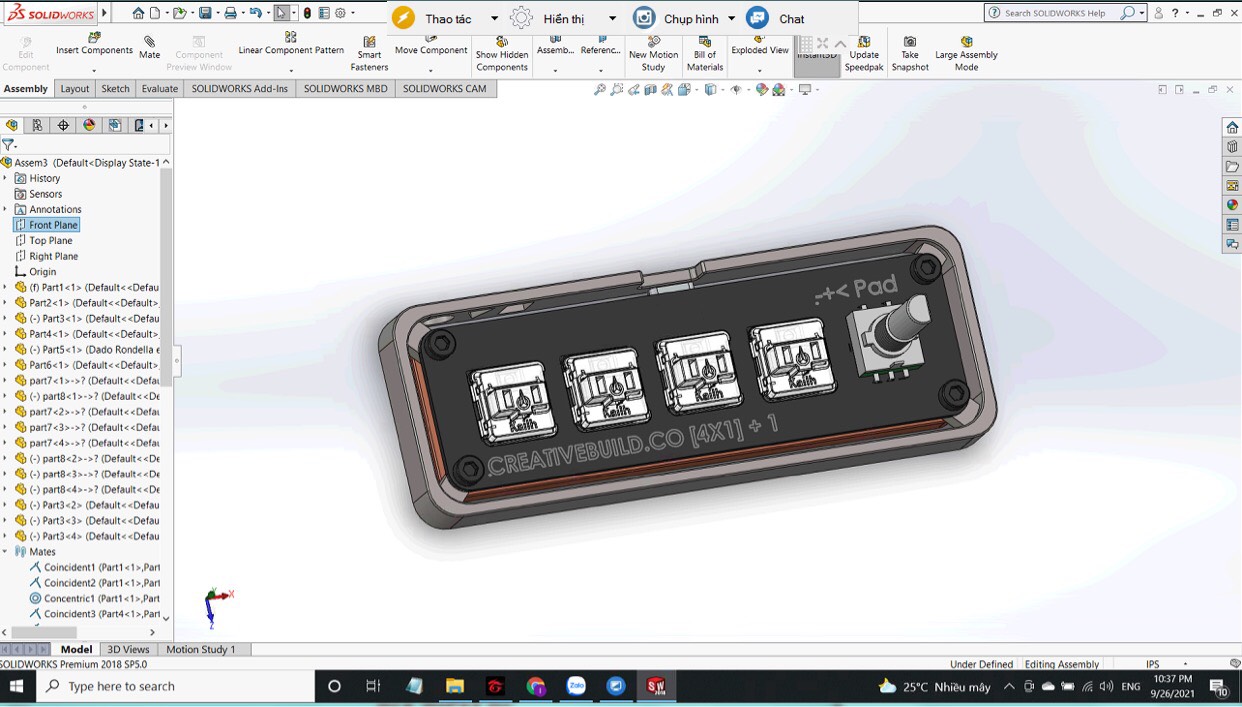 SOLIDWORKS
Thao tác
Hiển thị
Chụp hình
Chat
Search SOLIDWORKS Help
?
Edit
Component
Insert Components
Mate
Component
Preview Window
Linear Component Pattern
Smart
Fasteners
Move Component
Show Hidden
Components
Assemb...
Referenc...
New Motion
Study
Bill of
Materials
Exploded View
Instant3D
Update
Speedpak
Take
Snapshot
Large Assembly
Mode
Assembly
Layout
Sketch
Evaluate
SOLIDWORKS Add-Ins
SOLIDWORKS MBD
SOLIDWORKS CAM
Assem3 (Default<Display State-1
History
Sensors
Annotations
Front Plane
Top Plane
Right Plane
Origin
(f) Part1<1> (Default<<Defau
Part2<1> (Default<<Default>
(-) Part3<1> (Default<<Defau
Part4<1> (Default<<Default>
(-) Part5<1> (Dado Rondella e
Part6<1> (Default<<Default>
part7<1>->? (Default<<Defau
(-) part8<1>->? (Default<<De
part7<2>->? (Default<<Defau
part7<3>->? (Default<<Defau
part7<4>->? (Default<<Defau
(-) part8<2>->? (Default<<De
(-) part8<3>->? (Default<<De
(-) part8<4>->? (Default<<De
(-) Part3<2> (Default<<Defau
(-) Part3<3> (Default<<Defau
(-) Part3<4> (Default<<Defau
Mates
Coincident1 (Part1<1>,Part
Coincident2 (Part1<1>,Part
Concentric1 (Part1<1>,Part
Coincident3 (Part4<1>,Part
.-+< Pad
Kailh
Kailh
Kailh
Kailh
CREATIVEBUILD.CO [4X1] + 1
Y
X
Z
Model
3D Views
Motion Study 1
SOLIDWORKS Premium 2018 SP5.0
Under Defined
Editing Assembly
IPS
Type here to search
Zalo
SW
2018
25°C Nhiều mây
ENG
10:37 PM
9/26/2021
10